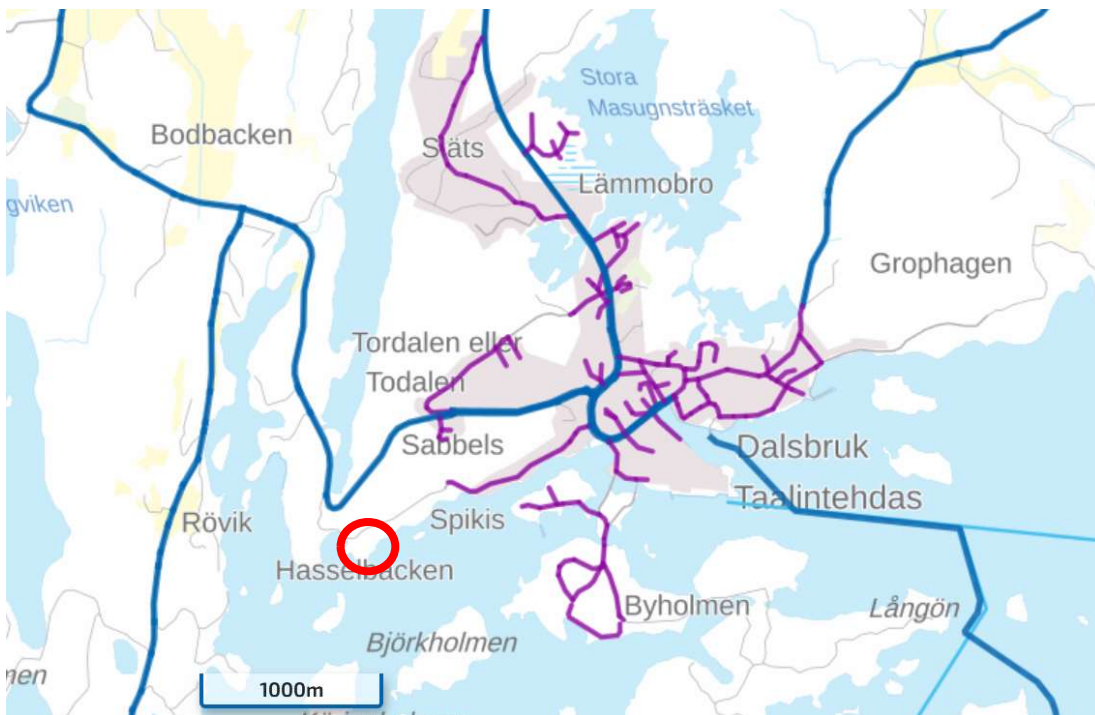 Stora
Masugnsträsket
Bodbacken
Släts
Lämmobro
gviken
Grophagen
Tordalen eller
Todalen
Sabbels
Dalsbruk
Taalintehdas
Spikis
Rövik
Hasselbacken
Byholmen
Långön
Björkholmen
men
1000m